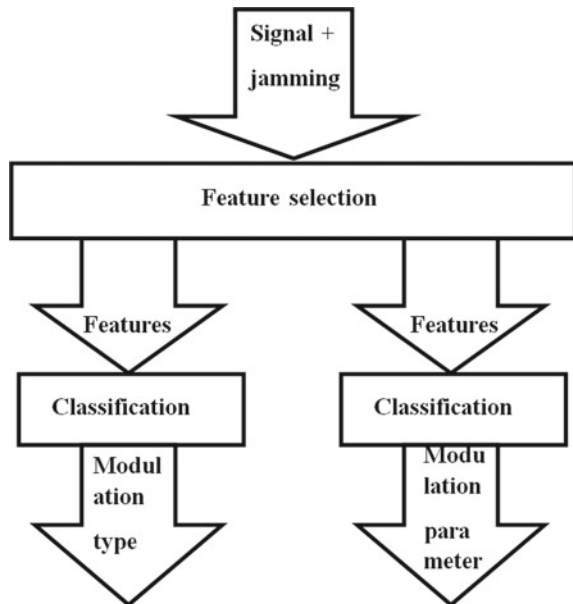 Signal +
jamming
Feature selection
Features
Features
Classification
Classification
Modul
ation
type
Modu
lation
para
meter